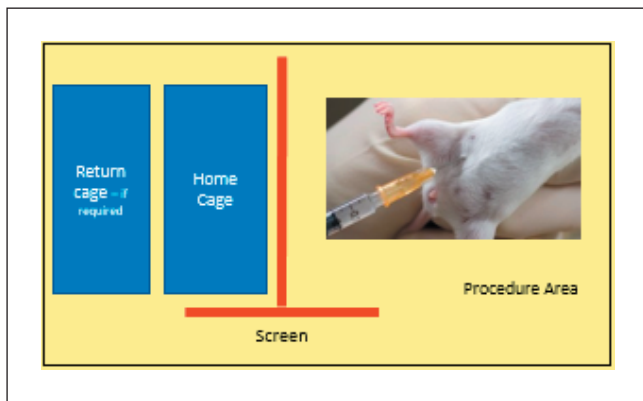 Return
cage – if
required
Home
Cage
Procedure Area
Screen